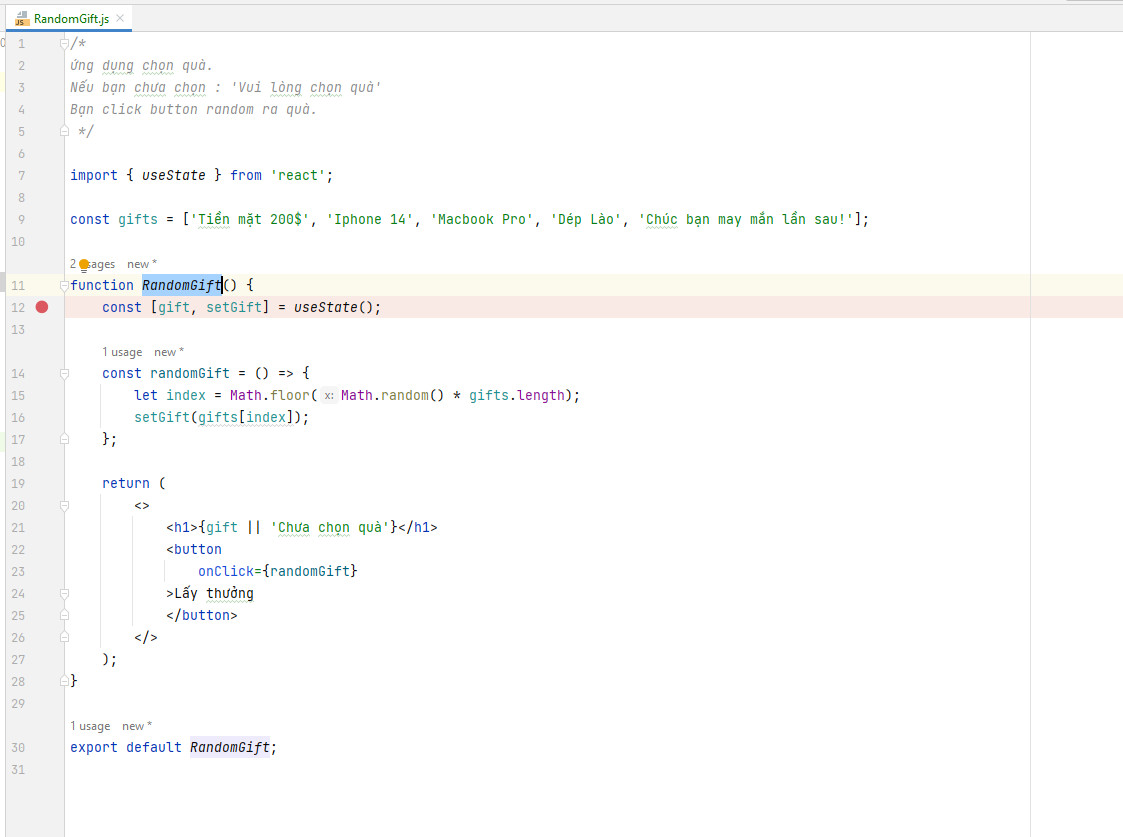 RandomGift.js
1 /*
2 ứng dụng chọn quà.
3 Nếu bạn chưa chọn : 'Vui lòng chọn quà'
4 Bạn click button random ra quà.
5 */
6
7 import { useState } from 'react';
8
9 const gifts = ['Tiền mặt 200$', 'Iphone 14', 'Macbook Pro', 'Dép Lào', 'Chúc bạn may mắn lần sau!'];
10
2 usages new *
11 function RandomGift() {
12 const [gift, setGift] = useState();
13
1 usage new *
14 const randomGift = () => {
15 let index = Math.floor( x: Math.random() * gifts.length);
16 setGift(gifts[index]);
17 };
18
19 return (
20 <>
21 <h1>{gift || 'Chưa chọn quà'}</h1>
22 <button
23 onClick={randomGift}
24 >Lấy thưởng
25 </button>
26 </>
27 );
28 }
29
1 usage new *
30 export default RandomGift;
31